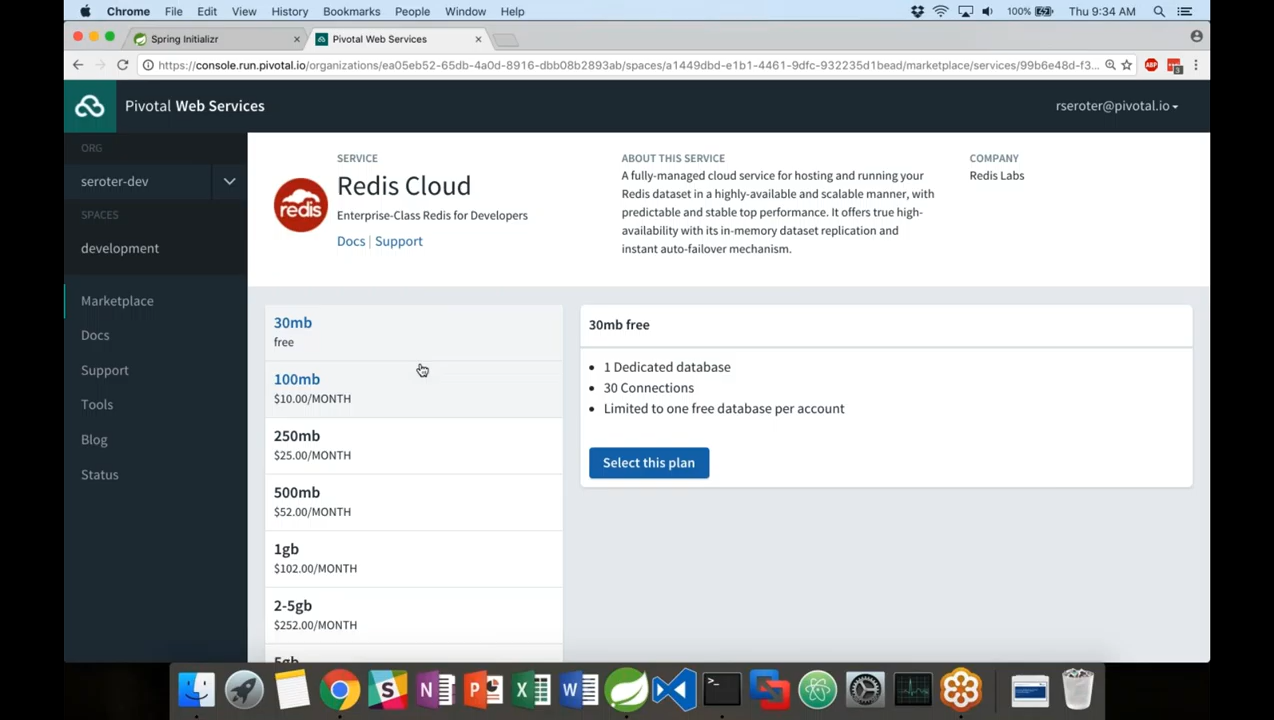 Chrome File Edit View History Bookmarks People Window Help 100% Thu 9:34 AM
Spring Initializr Pivotal Web Services
https://console.run.pivotal.io/organizations/ea05eb52-65db-4a0d-8916-dbb08b2893ab/spaces/a1449dbd-e1b1-4461-9dfc-932235d1bead/marketplace/services/99b6e48d-f3... ABP 3
Pivotal Web Services rseroter@pivotal.io
ORG
seroter-dev
SPACES
development
Marketplace
Docs
Support
Tools
Blog
Status
redis
SERVICE
Redis Cloud
Enterprise-Class Redis for Developers
Docs | Support
ABOUT THIS SERVICE
A fully-managed cloud service for hosting and running your
Redis dataset in a highly-available and scalable manner, with
predictable and stable top performance. It offers true high-
availability with its in-memory dataset replication and
instant auto-failover mechanism.
COMPANY
Redis Labs
30mb
free
100mb
$10.00/MONTH
250mb
$25.00/MONTH
500mb
$52.00/MONTH
1gb
$102.00/MONTH
2-5gb
$252.00/MONTH
5gb
30mb free
1 Dedicated database
30 Connections
Limited to one free database per account
Select this plan